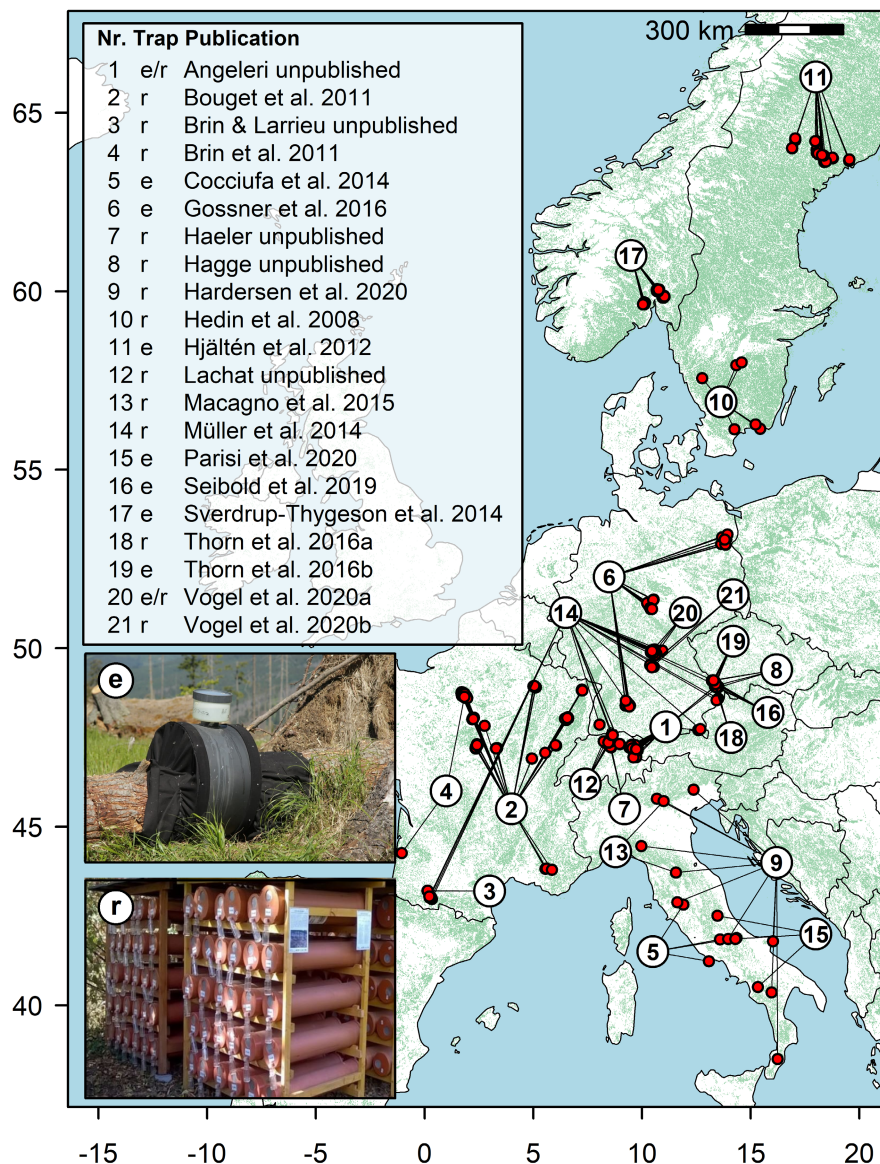 300 km
Nr. Trap Publication
1 e/r Angeleri unpublished
2 r Bouget et al. 2011
3 r Brin & Larrieu unpublished
4 r Brin et al. 2011
5 e Cocciufa et al. 2014
6 e Gossner et al. 2016
7 r Haeler unpublished
8 r Hagge unpublished
9 r Hardersen et al. 2020
10 r Hedin et al. 2008
11 e Hjältén et al. 2012
12 r Lachat unpublished
13 r Macagno et al. 2015
14 r Müller et al. 2014
15 e Parisi et al. 2020
16 e Seibold et al. 2019
17 e Sverdrup-Thygeson et al. 2014
18 r Thorn et al. 2016a
19 e Thorn et al. 2016b
20 e/r Vogel et al. 2020a
21 r Vogel et al. 2020b
11
17
10
6
21
14
20
19
8
16
1
18
12
4
2
7
13
9
3
15
5
e
r
65
60
55
50
45
40
-15 -10 -5 0 5 10 15 20